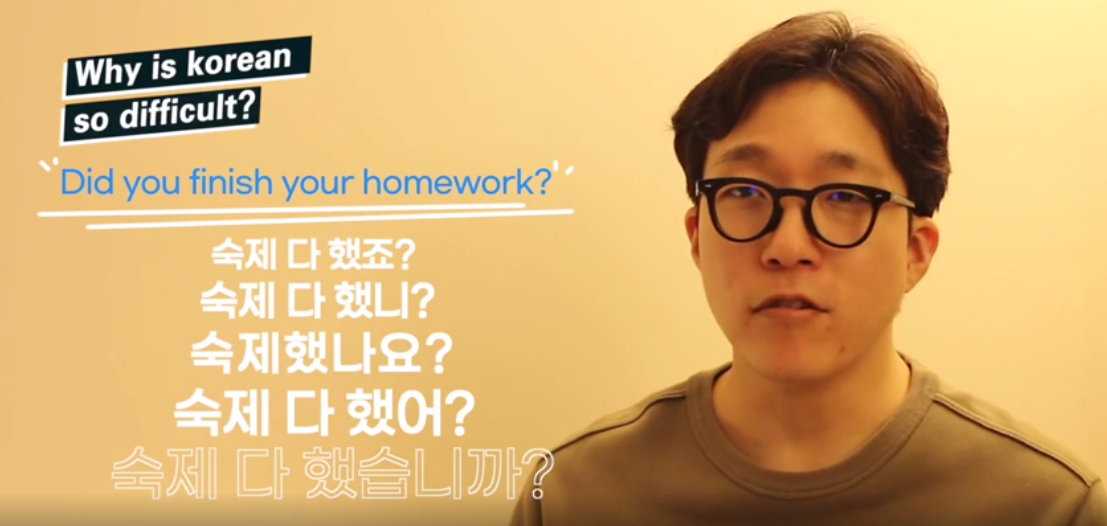 Why is korean
so difficult?
"Did you finish your homework?"
숙제 다 했죠?
숙제 다 했니?
숙제했나요?
숙제 다 했어?
숙제 다 했습니까?